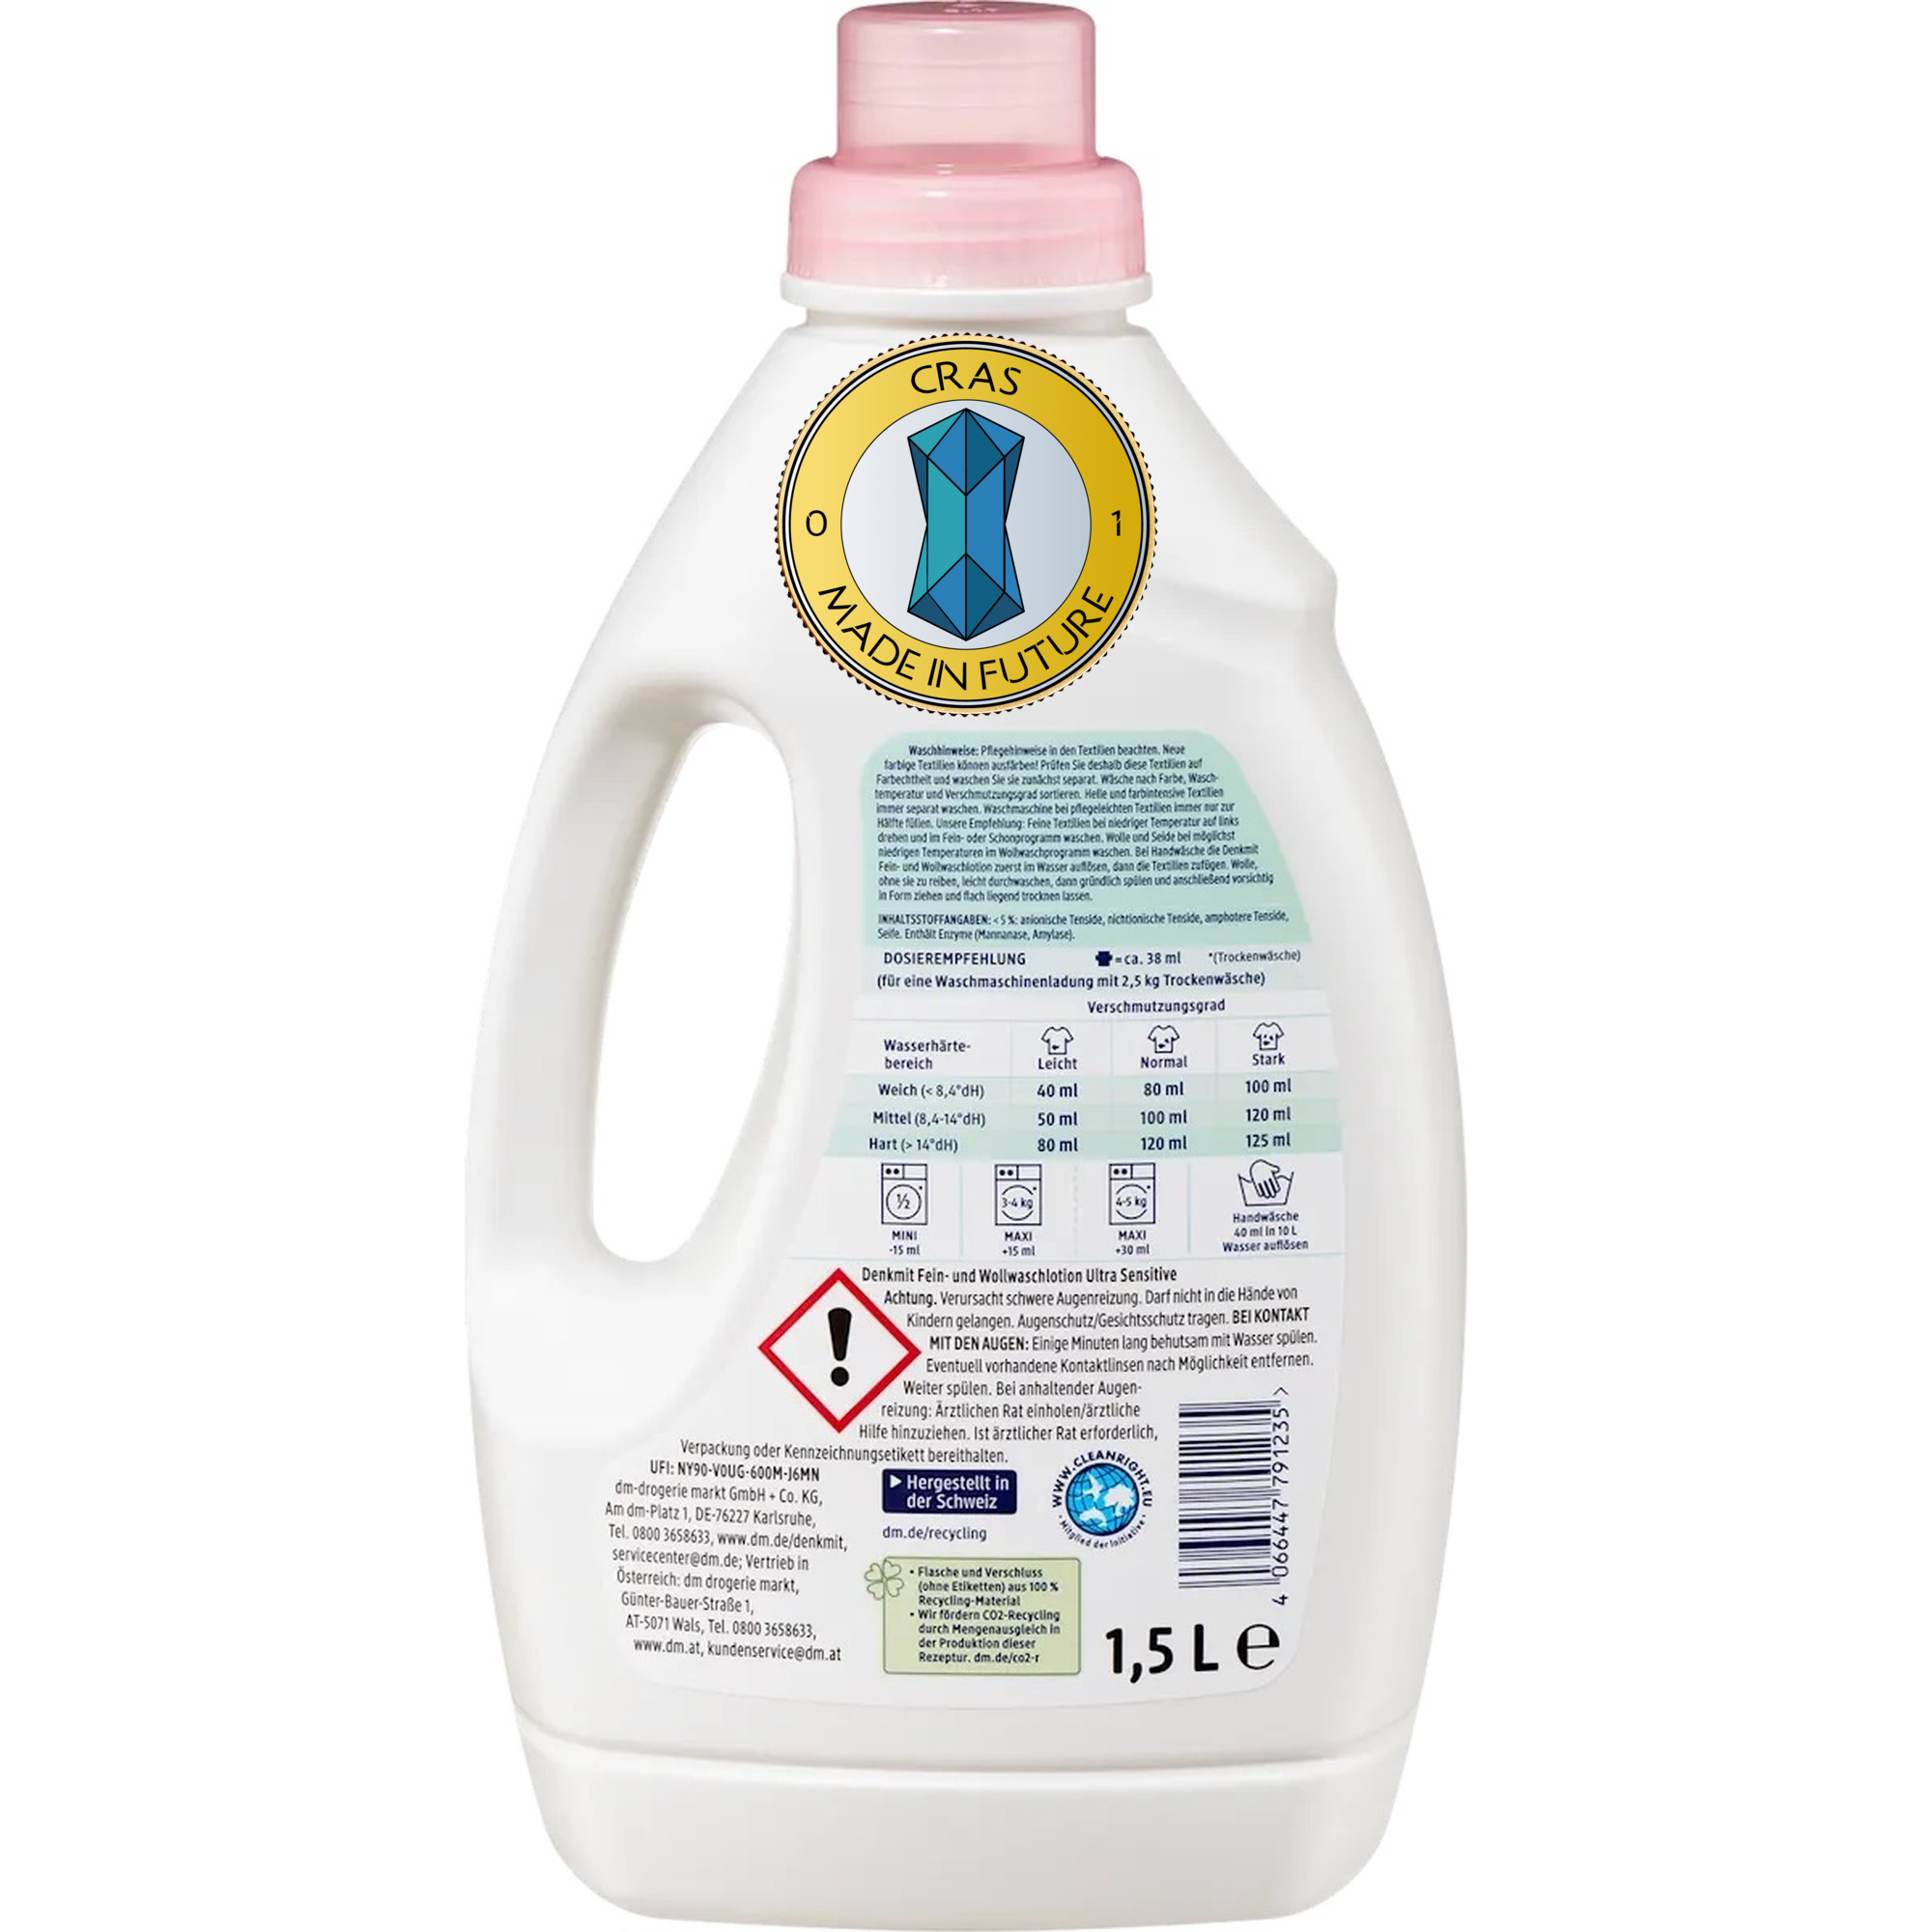 CRAS
0 1
MADE IN FUTURE
Waschhinweise: Pflegehinweise in den Textilien beachten. Neue
farbige Textilien können ausfärben! Prüfen Sie deshalb diese Textilien auf
Farbechtheit und waschen Sie sie zunächst separat. Wäsche nach Farbe, Wasch-
temperatur und Verschmutzungsgrad sortieren. Helle und farbintensive Textilien
immer separat waschen. Waschmaschine bei pflegeleichten Textilien immer nur zur
Hälfte füllen. Unsere Empfehlung: Feine Textilien bei niedriger Temperatur auf links
drehen und im Fein- oder Schonprogramm waschen. Wolle und Seide bei möglichst
niedrigen Temperaturen im Wollwaschprogramm waschen. Bei Handwäsche die Denkmit
Fein- und Wollwaschlotion zuerst im Wasser auflösen, dann die Textilien zufügen. Wolle,
ohne sie zu reiben, leicht durchwaschen, dann gründlich spülen und anschließend vorsichtig
in Form ziehen und flach liegend trocknen lassen.
INHALTSSTOFFANGABEN: < 5 %: anionische Tenside, nichtionische Tenside, amphotere Tenside,
Seife. Enthält Enzyme (Mannanase, Amylase).
DOSIEREMPFEHLUNG = ca. 38 ml *(Trockenwäsche)
(für eine Waschmaschinenladung mit 2,5 kg Trockenwäsche)
Verschmutzungsgrad
Wasserhärte-
bereich Leicht Normal Stark
Weich (< 8,4°dH) 40 ml 80 ml 100 ml
Mittel (8,4-14°dH) 50 ml 100 ml 120 ml
Hart (> 14°dH) 80 ml 120 ml 125 ml
½ 3-4 kg* 4-5 kg*
MINI MAXI MAXI Handwäsche
-15 ml +15 ml +30 ml 40 ml in 10 L
Wasser auflösen
Denkmit Fein- und Wollwaschlotion Ultra Sensitive
Achtung. Verursacht schwere Augenreizung. Darf nicht in die Hände von
Kindern gelangen. Augenschutz/Gesichtsschutz tragen. BEI KONTAKT
MIT DEN AUGEN: Einige Minuten lang behutsam mit Wasser spülen.
Eventuell vorhandene Kontaktlinsen nach Möglichkeit entfernen.
Weiter spülen. Bei anhaltender Augen-
reizung: Ärztlichen Rat einholen/ärztliche
Hilfe hinzuziehen. Ist ärztlicher Rat erforderlich,
Verpackung oder Kennzeichnungsetikett bereithalten.
UFI: NY90-V0UG-600M-J6MN
dm-drogerie markt GmbH + Co. KG,
Am dm-Platz 1, DE-76227 Karlsruhe,
Tel. 0800 3658633, www.dm.de/denkmit,
servicecenter@dm.de; Vertrieb in
Österreich: dm drogerie markt,
Günter-Bauer-Straße 1,
AT-5071 Wals, Tel. 0800 3658633,
www.dm.at, kundenservice@dm.at
Hergestellt in
der Schweiz
dm.de/recycling
WWW.CLEANRIGHT.EU
• Mitglied der Initiative •
• Flasche und Verschluss
(ohne Etiketten) aus 100 %
Recycling-Material
• Wir fördern CO2-Recycling
durch Mengenausgleich in
der Produktion dieser
Rezeptur. dm.de/co2-r
4 066447 791235 >
1,5 L e